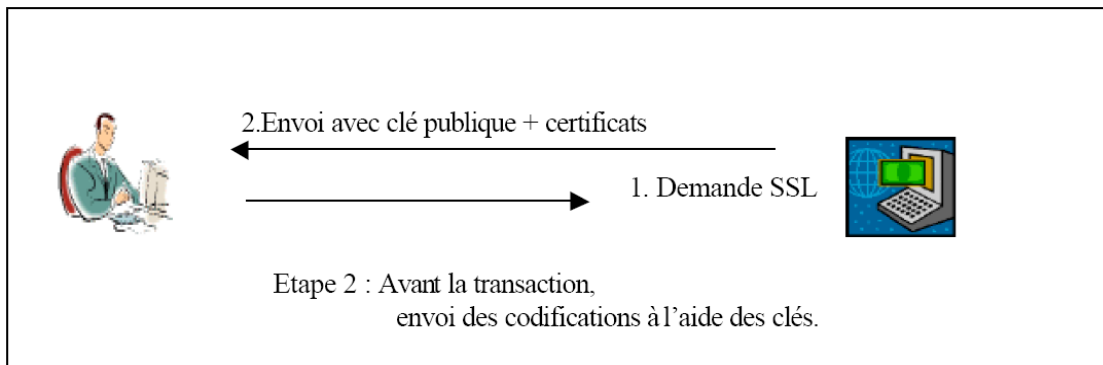 2.Envoi avec clé publique + certificats
1. Demande SSL
Etape 2 : Avant la transaction,
envoi des codifications à l'aide des clés.